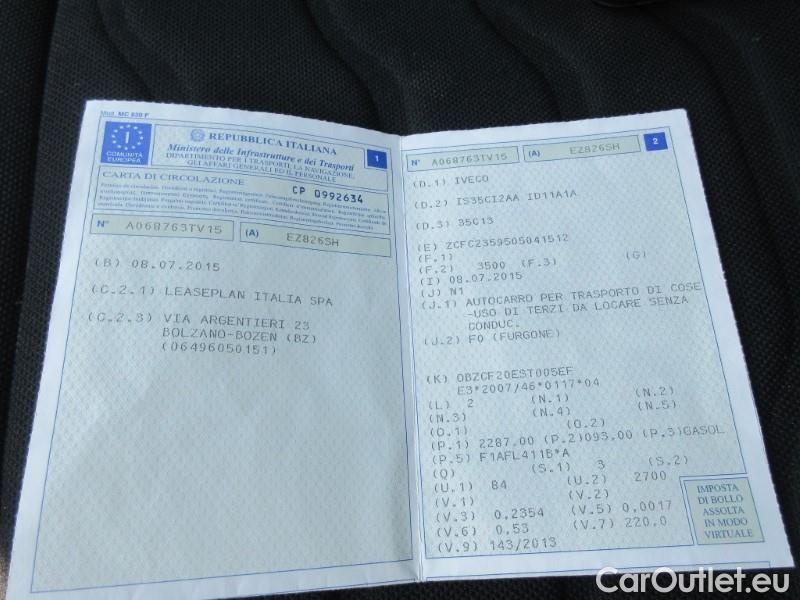 Mod. MC 820 F
REPUBBLICA ITALIANA
1
Ministero delle Infrastrutture e dei Trasporti
DIPARTIMENTO PER I TRASPORTI, LA NAVIGAZIONE,
GLI AFFARI GENERALI ED IL PERSONALE
I
COMUNITÀ
EUROPEA
CARTA DI CIRCOLAZIONE
CP 0992634
N° A068763TV15 (A) EZ826SH
(B) 08.07.2015
(C.2.1) LEASEPLAN ITALIA SPA
(C.2.3) VIA ARGENTIERI 23
BOLZANO-BOZEN (BZ)
(06496050151)
N° A068763TV15 (A) EZ826SH 2
(D.1) IVECO
(D.2) IS35CI2AA ID11A1A
(D.3) 35C13
(E) ZCFC2359505041512
(F.1)
(F.2) 3500 (F.3) (G)
(I) 08.07.2015
(J) N1
(J.1) AUTOCARRO PER TRASPORTO DI COSE
-USO DI TERZI DA LOCARE SENZA
CONDUC.
(J.2) F0 (FURGONE)
(K) OBZCF20EST005EF
E3*2007/46*0117*04
(L) 2 (N.1) (N.2)
(N.3) (N.4) (N.5)
(O.1) (O.2)
(P.1) 2287.00 (P.2)093.00 (P.3)GASOL
(P.5) F1AFL411B*A
(Q) (S.1) 3 (S.2)
(U.1) 84 (U.2) 2700
(V.1) (V.2)
(V.3) 0,2354 (V.5) 0,0017
(V.6) 0,53 (V.7) 220,0
(V.9) 143/2013
IMPOSTA
DI BOLLO
ASSOLTA
IN MODO
VIRTUALE
CarOutlet.eu